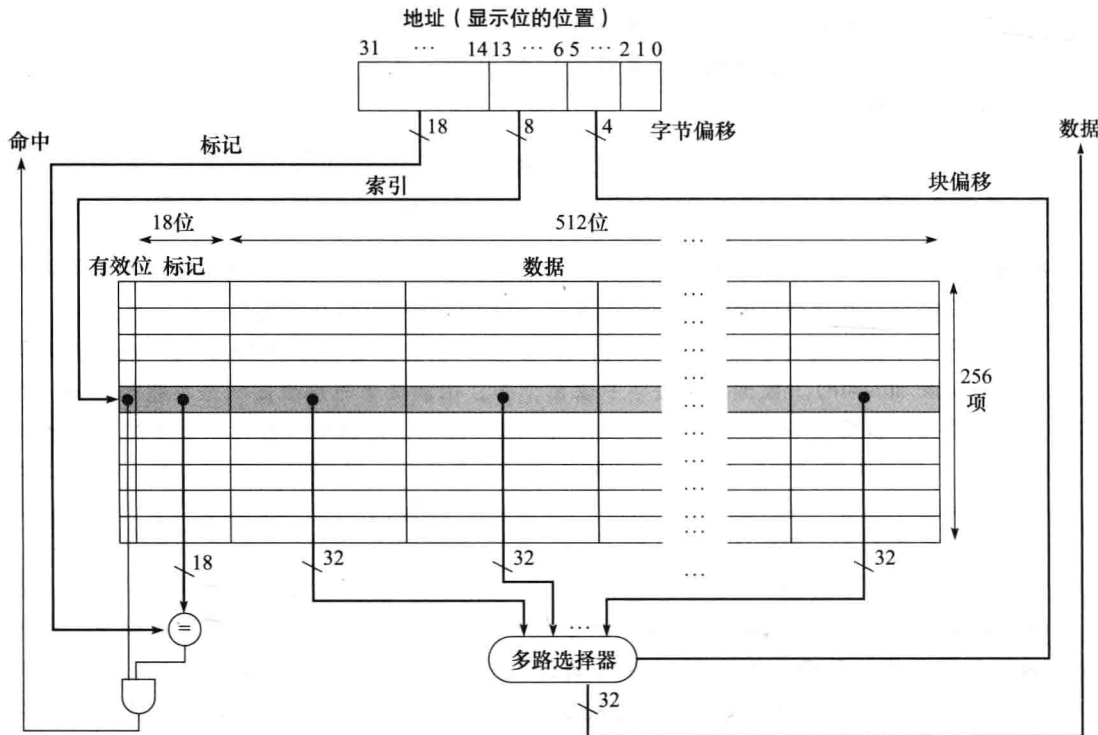 地址（显示位的位置）
31 ··· 14 13 ··· 6 5 ··· 2 1 0
18 8 4 字节偏移
命中 标记 数据
索引 块偏移
18位 512位 ···
有效位 标记 数据
···
···
···
···
256
项
···
···
···
···
···
···
18 32 32 ··· 32
=
···
多路选择器
32